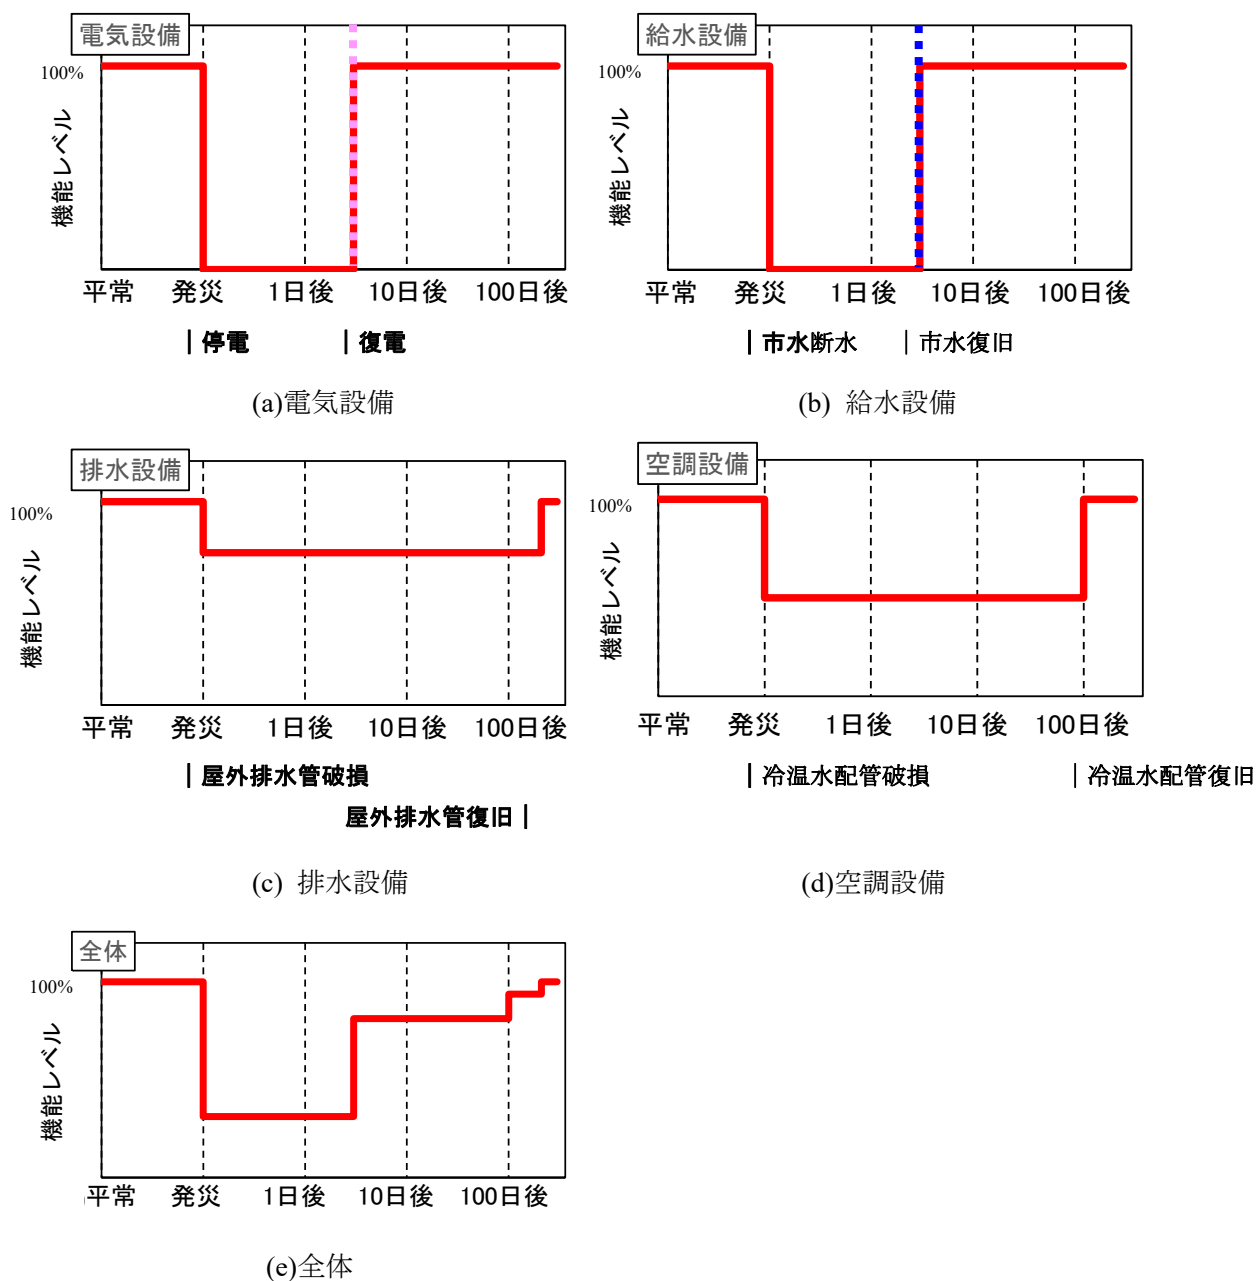 電気設備
100%
機能レベル
平常 発災 1日後 10日後 100日後
|停電 |復電
(a)電気設備
給水設備
100%
機能レベル
平常 発災 1日後 10日後 100日後
|市水断水 |市水復旧
(b) 給水設備
排水設備
100%
機能レベル
平常 発災 1日後 10日後 100日後
|屋外排水管破損
屋外排水管復旧|
(c) 排水設備
空調設備
100%
機能レベル
平常 発災 1日後 10日後 100日後
|冷温水配管破損 |冷温水配管復旧
(d)空調設備
全体
100%
機能レベル
平常 発災 1日後 10日後 100日後
(e)全体